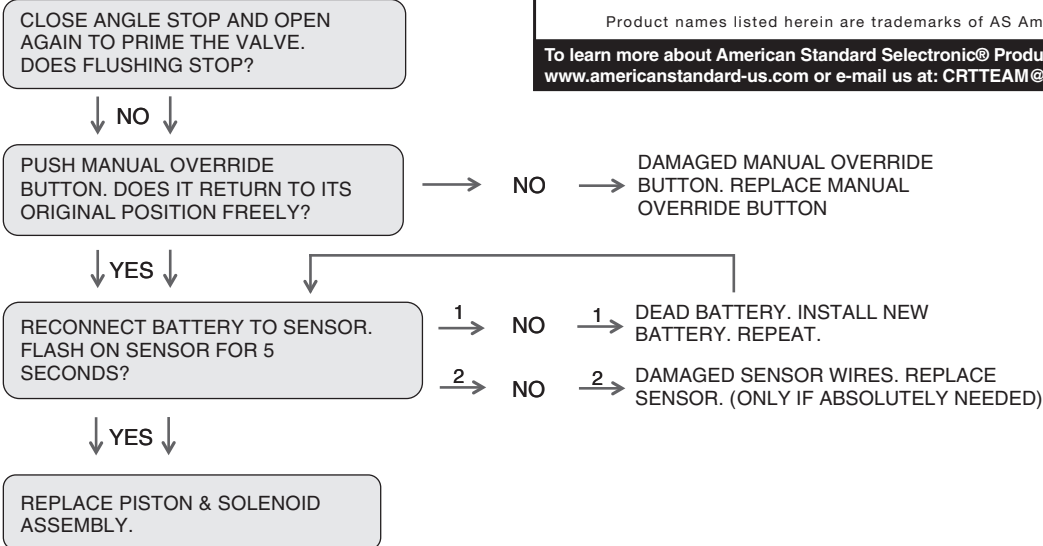 CLOSE ANGLE STOP AND OPEN
AGAIN TO PRIME THE VALVE.
DOES FLUSHING STOP?
Product names listed herein are trademarks of AS Am
To learn more about American Standard Selectronic® Produ
www.americanstandard-us.com or e-mail us at: CRTTEAM@
NO
PUSH MANUAL OVERRIDE
BUTTON. DOES IT RETURN TO ITS
ORIGINAL POSITION FREELY?
NO
DAMAGED MANUAL OVERRIDE
BUTTON. REPLACE MANUAL
OVERRIDE BUTTON
YES
RECONNECT BATTERY TO SENSOR.
FLASH ON SENSOR FOR 5
SECONDS?
1
NO
1
DEAD BATTERY. INSTALL NEW
BATTERY. REPEAT.
2
NO
2
DAMAGED SENSOR WIRES. REPLACE
SENSOR. (ONLY IF ABSOLUTELY NEEDED)
YES
REPLACE PISTON & SOLENOID
ASSEMBLY.